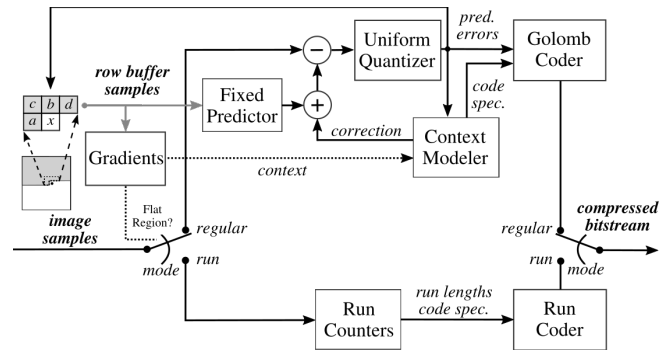 pred.
errors
Uniform
Quantizer
Golomb
Coder
row buffer
samples
c b d
a x
Fixed
Predictor
code
spec.
correction
Context
Modeler
Gradients
context
Flat
Region?
image
samples
regular
run
mode
regular
run
mode
compressed
bitstream
Run
Counters
run lengths
code spec.
Run
Coder
−
+